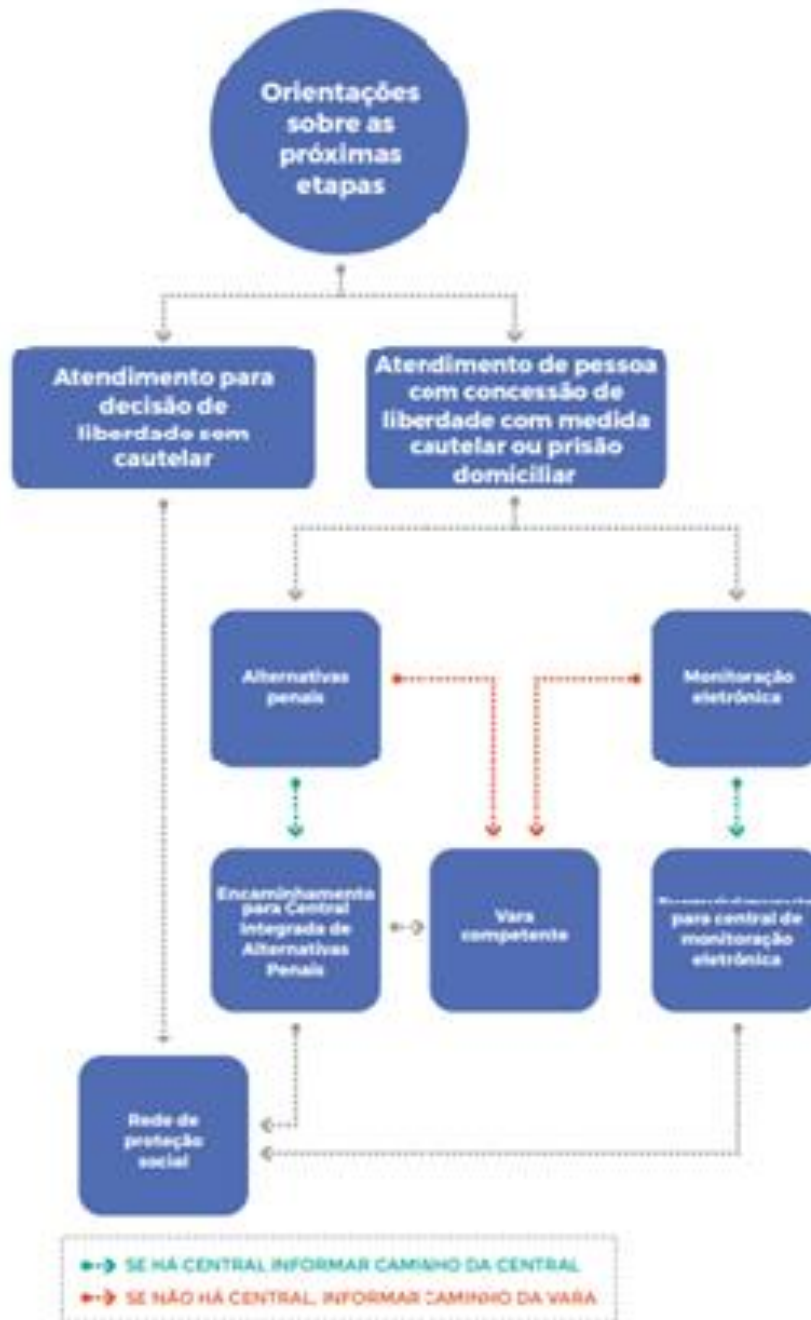 Orientações
sobre as
próximas
etapas
Atendimento para
decisão de
liberdade sem
cautelar
Atendimento de pessoa
com concessão de
liberdade com medida
cautelar ou prisão
domiciliar
Alternativas
penais
Monitoração
eletrônica
Encaminhamento
para Central
Integrada de
Alternativas
Penais
Vara
competente
para central de
monitoração
eletrônica
Rede de
proteção
social
SE HÁ CENTRAL INFORMAR CAMINHO DA CENTRAL
SE NÃO HÁ CENTRAL, INFORMAR CAMINHO DA VARA